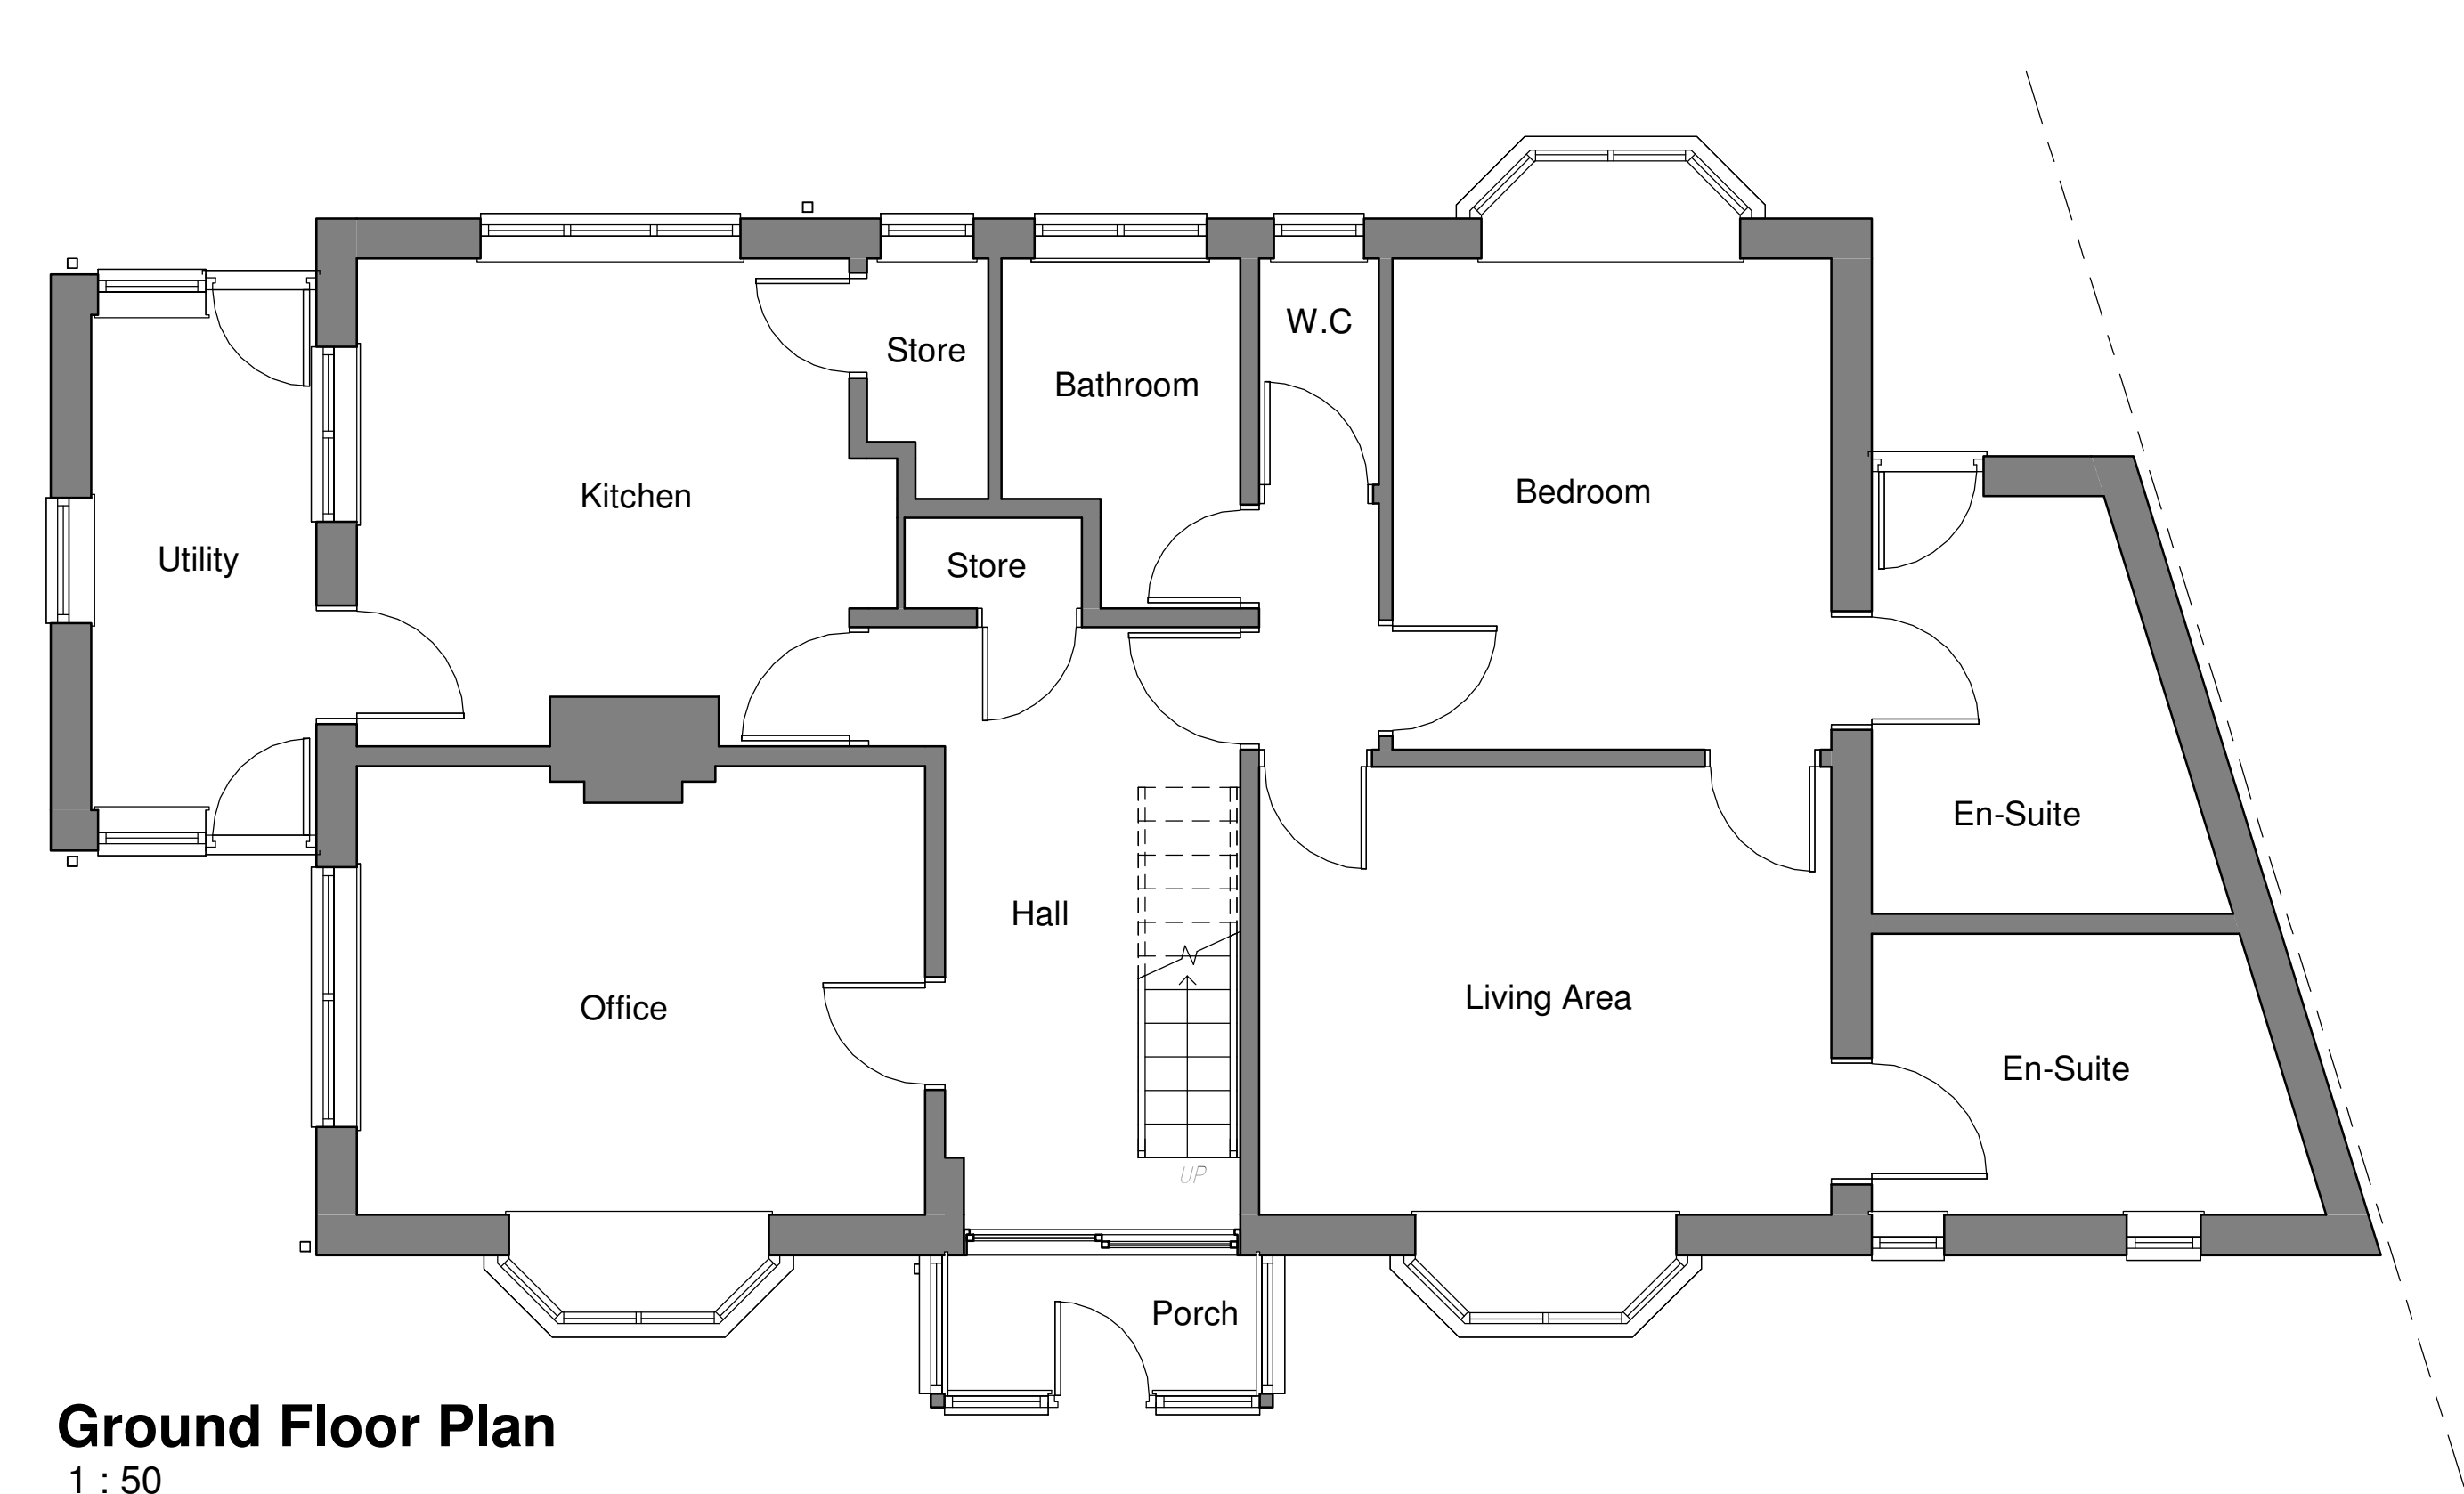 W.C
Store
Bathroom
Kitchen
Bedroom
Utility
Store
En-Suite
Hall
Office
Living Area
En-Suite
UP
Porch
Ground Floor Plan
1 : 50